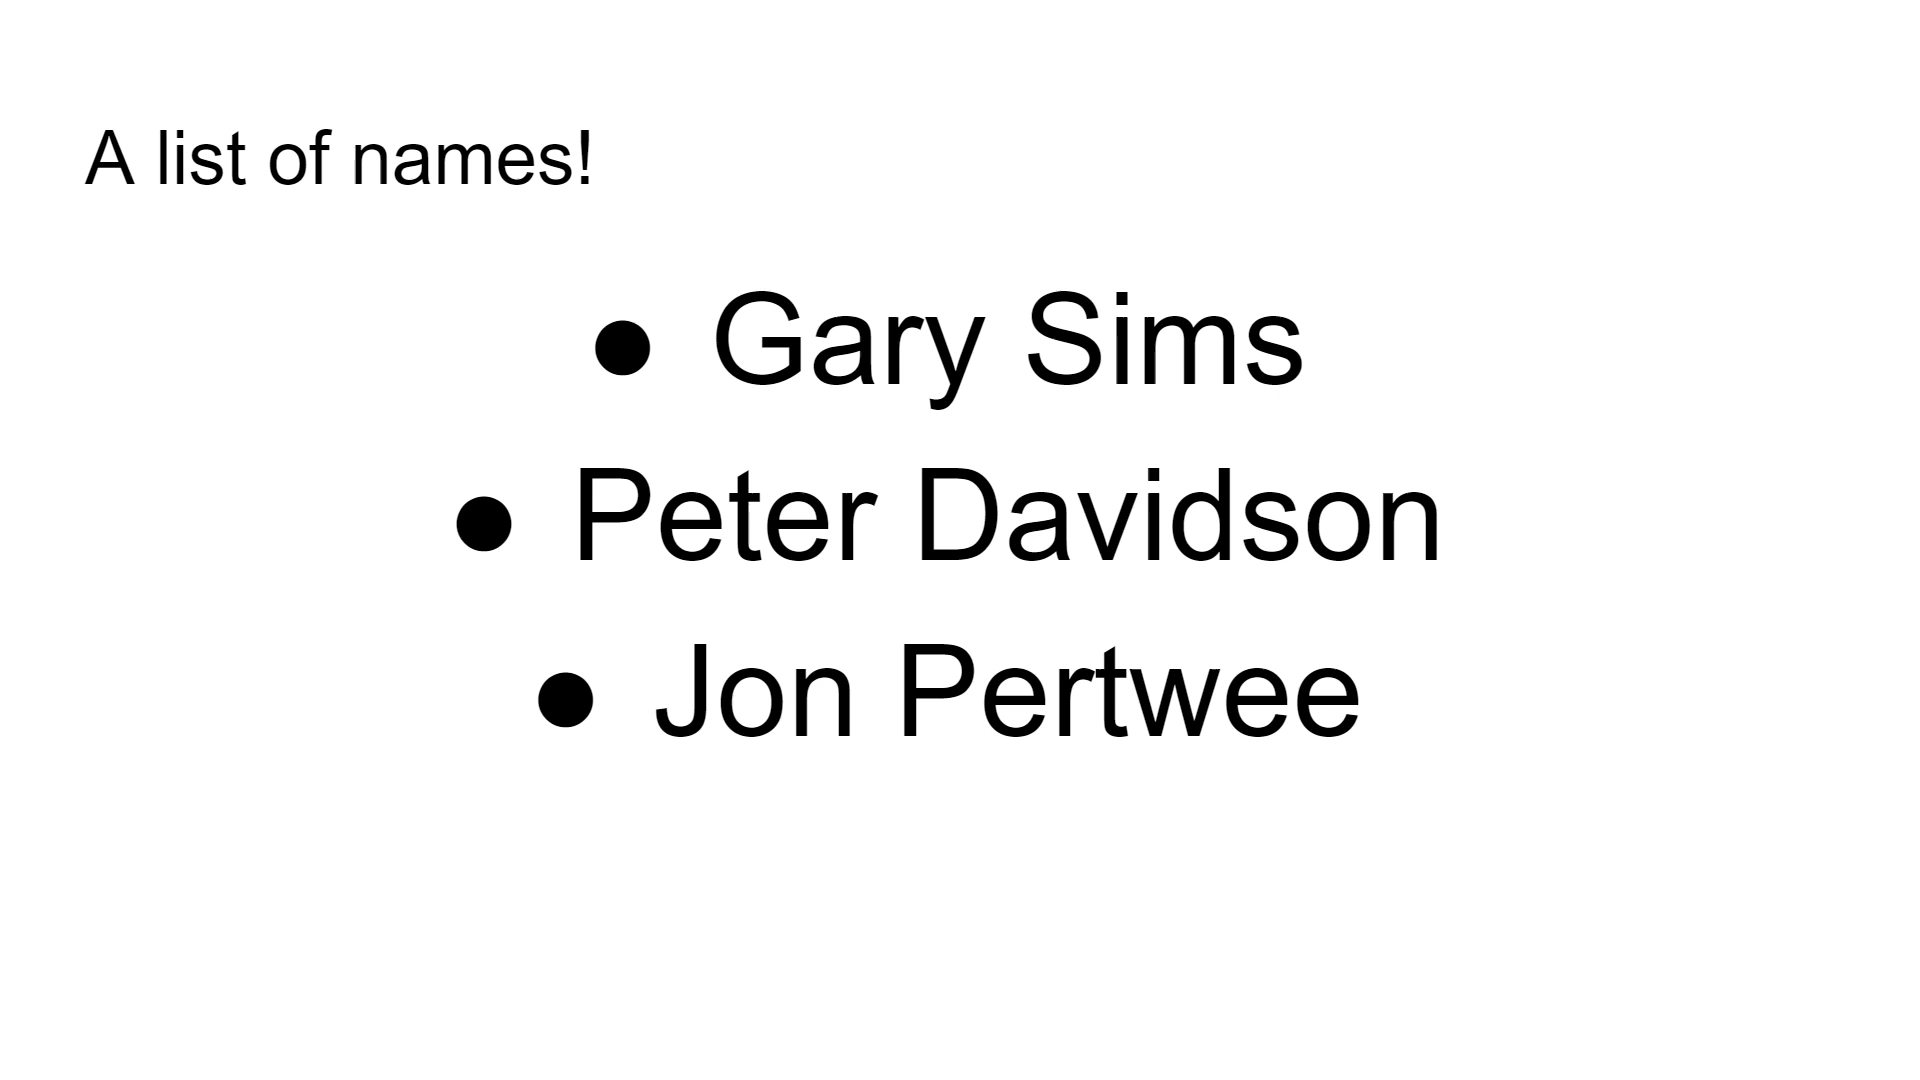 A list of names!
● Gary Sims
● Peter Davidson
● Jon Pertwee